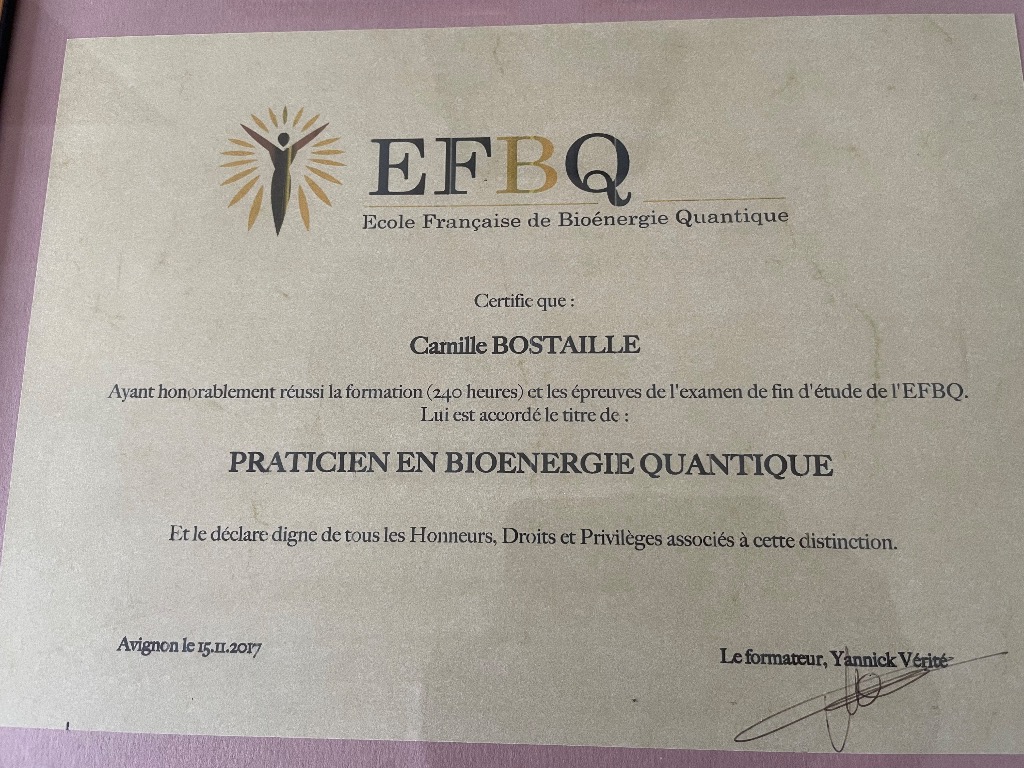 EFBQ
Ecole Française de Bioénergie Quantique
Certifie que :
Camille BOSTAILLE
Ayant honorablement réussi la formation (240 heures) et les épreuves de l'examen de fin d'étude de l'EFBQ.
Lui est accordé le titre de :
PRATICIEN EN BIOENERGIE QUANTIQUE
Et le déclare digne de tous les Honneurs, Droits et Privilèges associés à cette distinction.
Avignon le 15.11.2017
Le formateur, Yannick Vérité